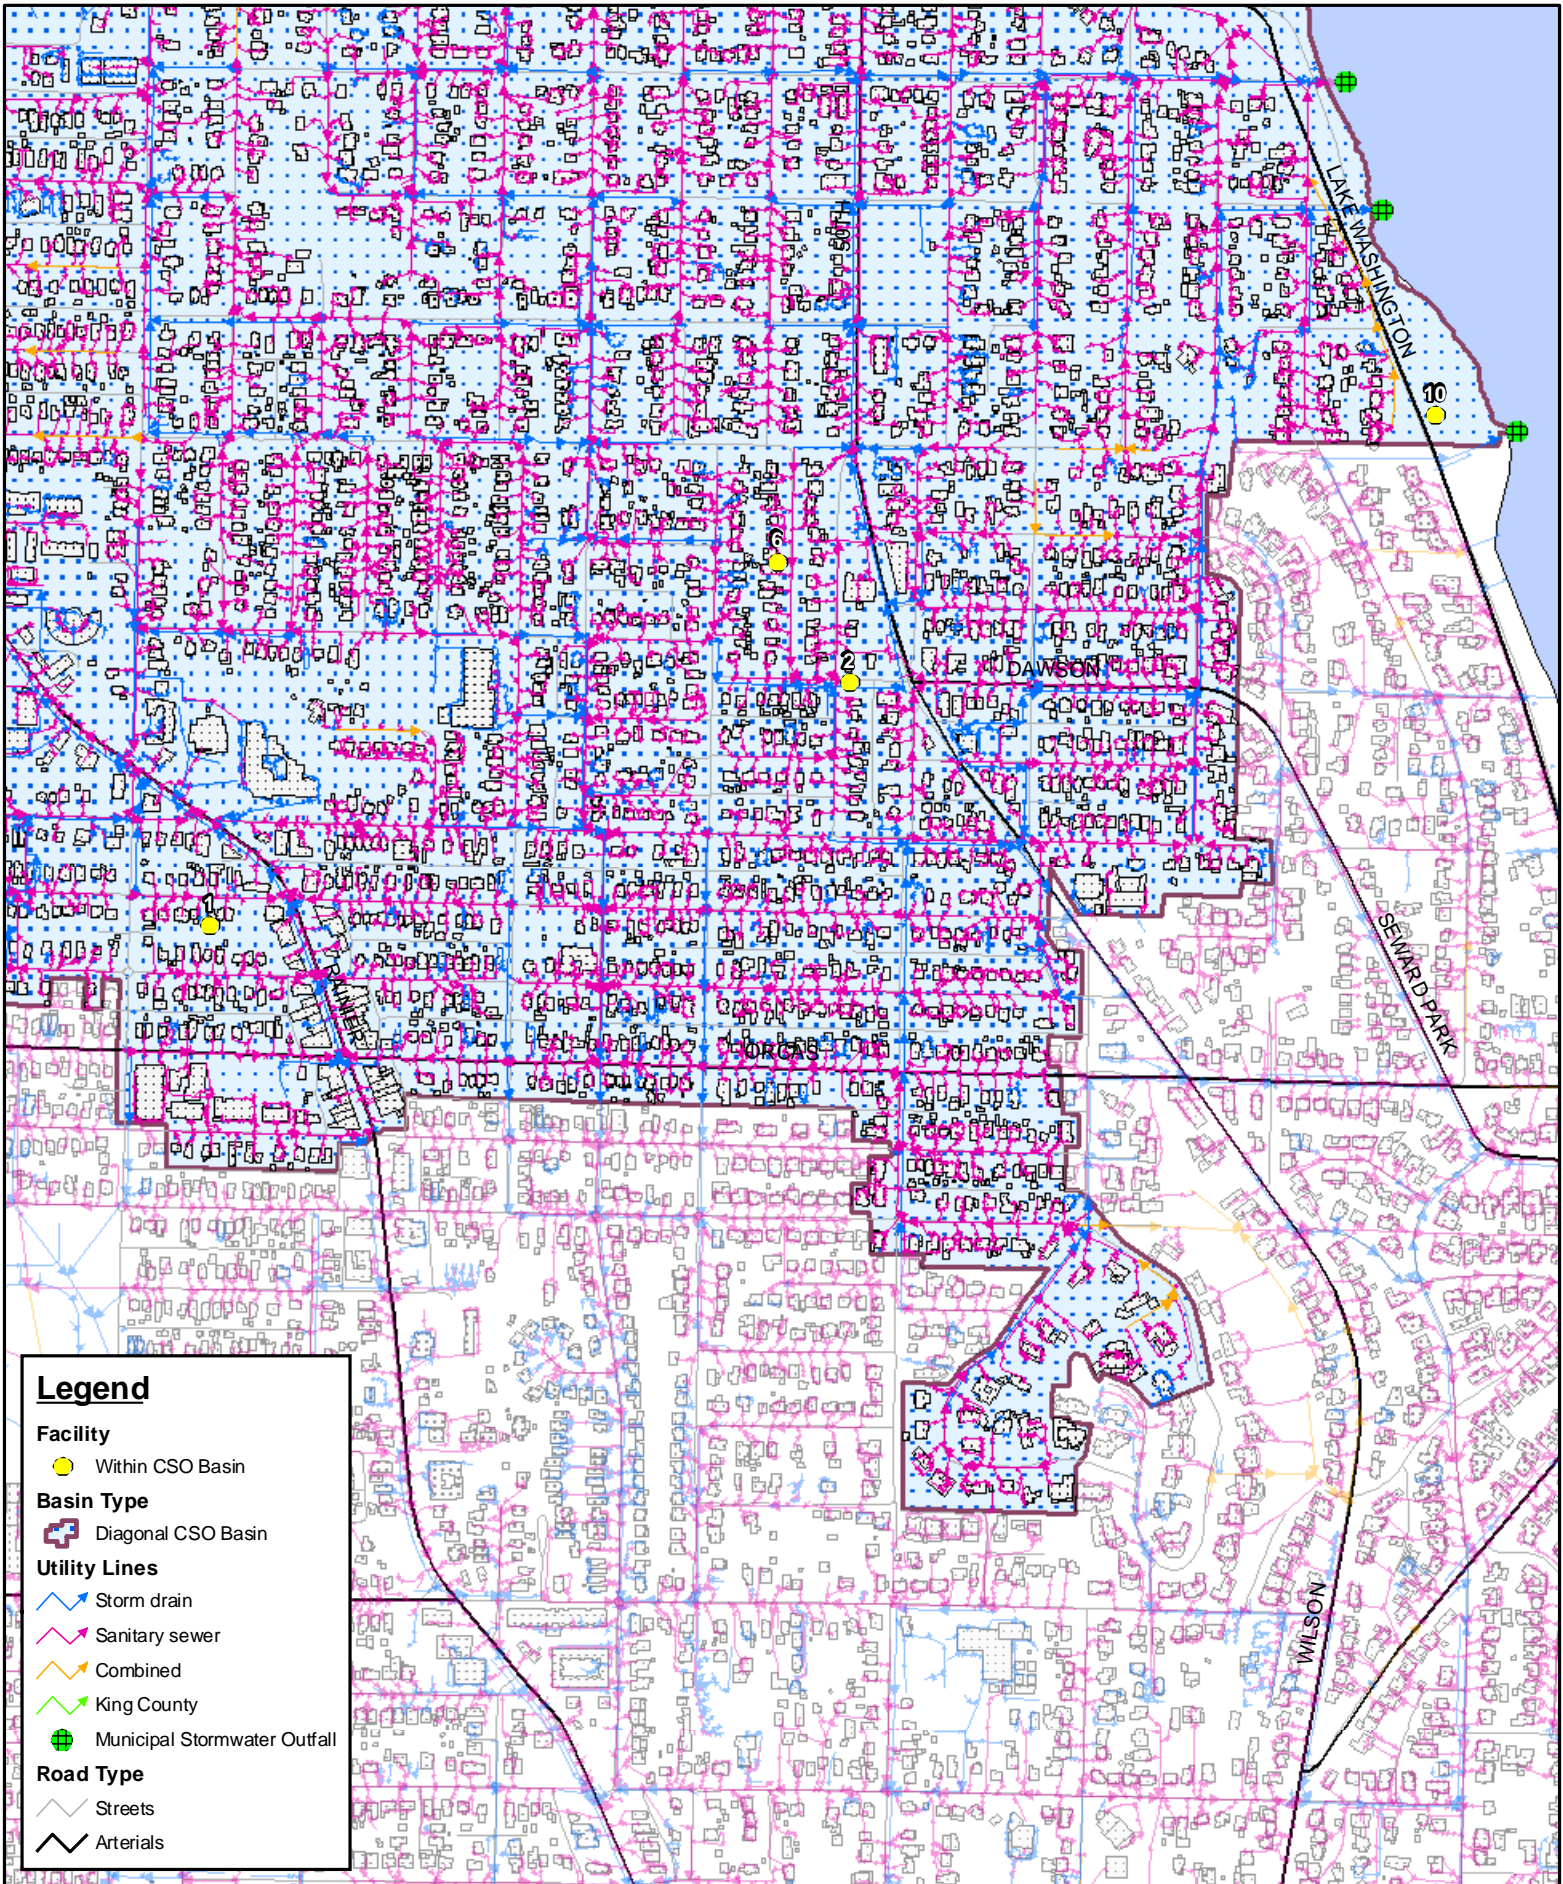 50TH
LAKE WASHINGTON
10
6
2
DAWSON
1
RAINIER
ORCAS
SEWARD PARK
WILSON
Legend
Facility
Within CSO Basin
Basin Type
Diagonal CSO Basin
Utility Lines
Storm drain
Sanitary sewer
Combined
King County
Municipal Stormwater Outfall
Road Type
Streets
Arterials